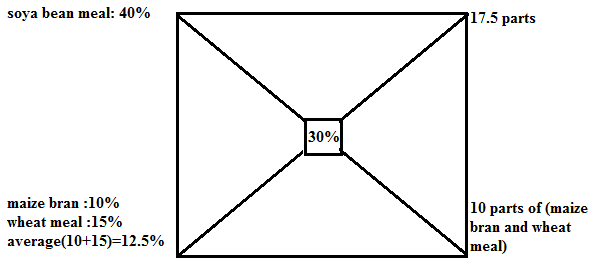 soya bean meal: 40%
17.5 parts
30%
maize bran :10%
wheat meal :15%
average(10+15)=12.5%
10 parts of (maize
bran and wheat
meal)